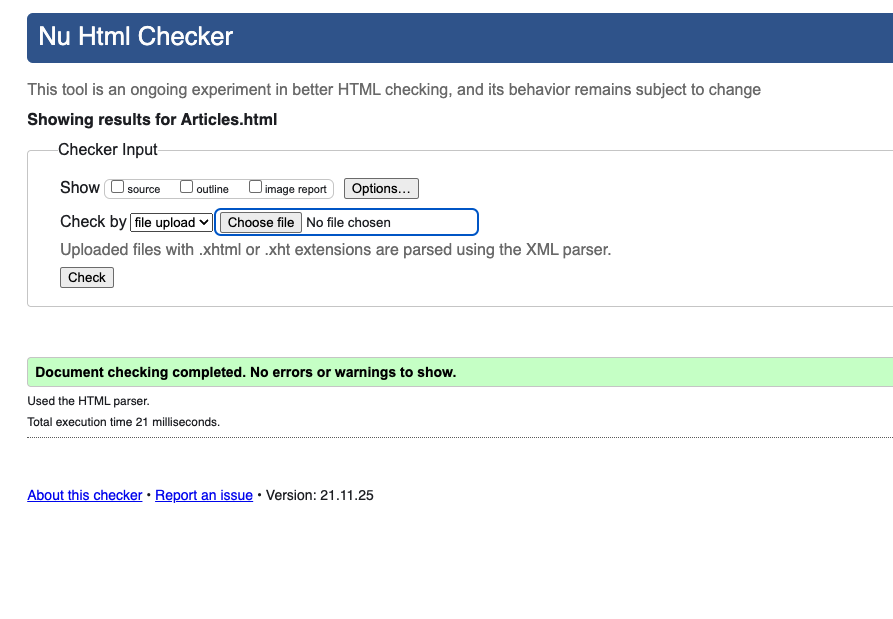 Nu Html Checker
This tool is an ongoing experiment in better HTML checking, and its behavior remains subject to change
Showing results for Articles.html
Checker Input
Show source outline image report Options...
Check by file upload Choose file No file chosen
Uploaded files with .xhtml or .xht extensions are parsed using the XML parser.
Check
Document checking completed. No errors or warnings to show.
Used the HTML parser.
Total execution time 21 milliseconds.
About this checker • Report an issue • Version: 21.11.25